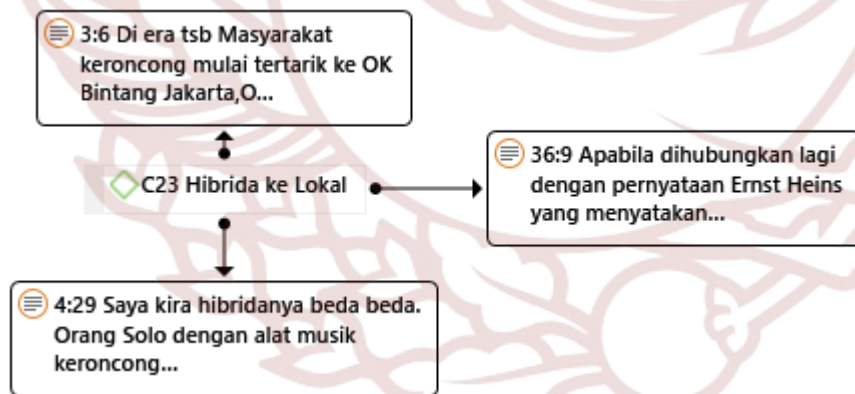 3:6 Di era tsb Masyarakat
keroncong mulai tertarik ke OK
Bintang Jakarta,O...
C23 Hibrida ke Lokal
36:9 Apabila dihubungkan lagi
dengan pernyataan Ernst Heins
yang menyatakan...
4:29 Saya kira hibridanya beda beda.
Orang Solo dengan alat musik
keroncong...